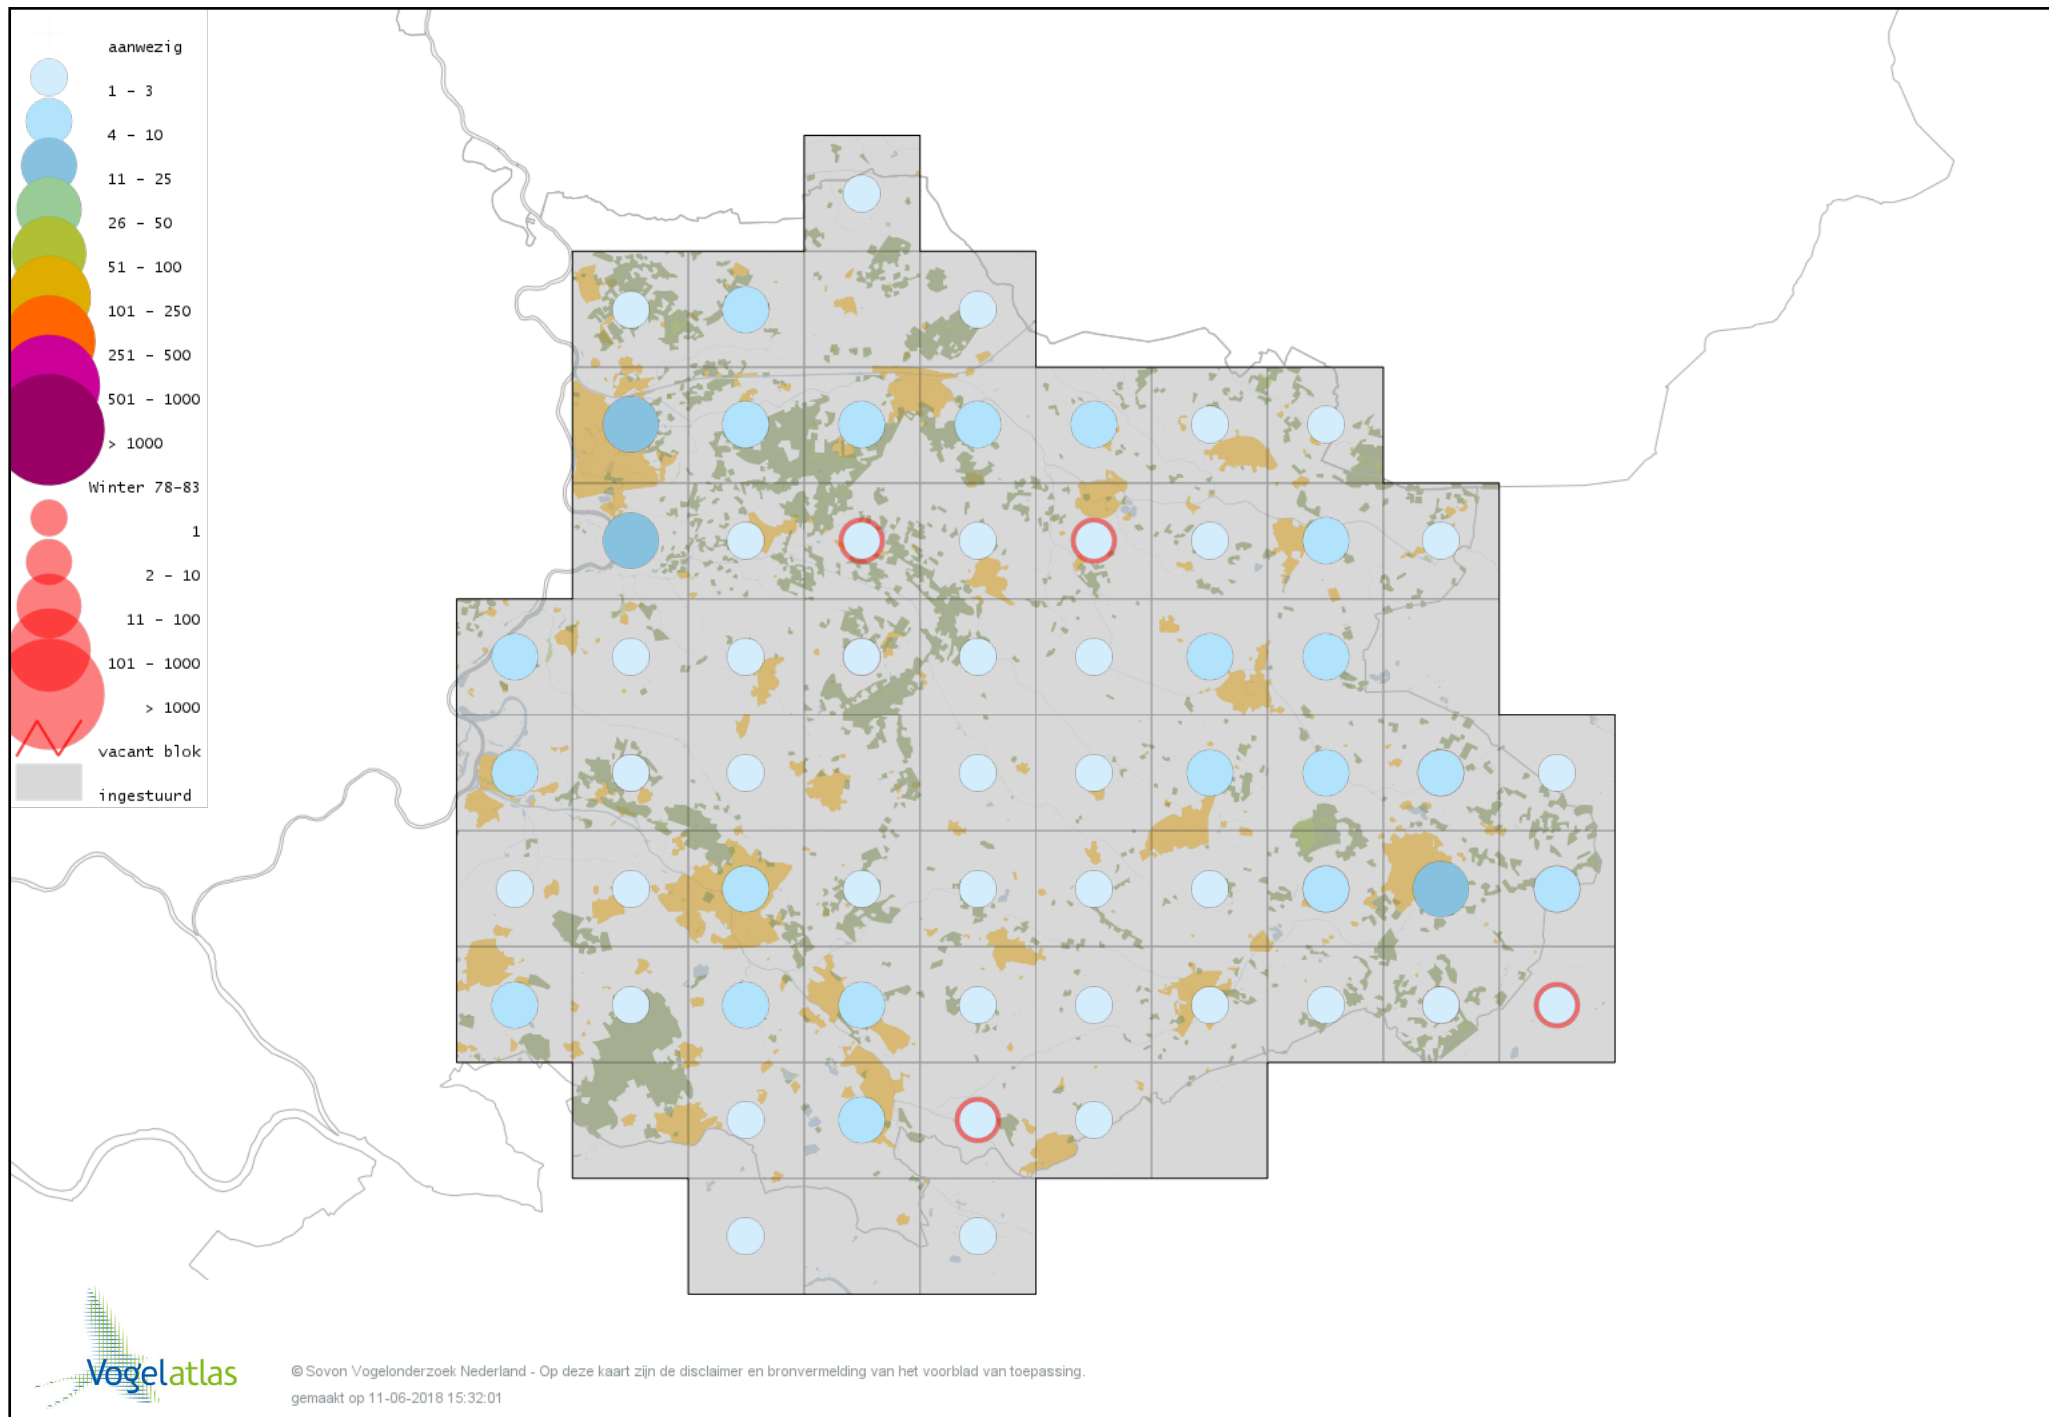 aanwezig
1 - 3
4 - 10
11 - 25
26 - 50
51 - 100
101 - 250
251 - 500
501 - 1000
> 1000
Winter 78-83
1
2 - 10
11 - 100
101 - 1000
> 1000
vacant blok
ingestuurd
Vogelatlas
© Sovon Vogelonderzoek Nederland - Op deze kaart zijn de disclaimer en bronvermelding van het voorblad van toepassing.
gemaakt op 11-06-2018 15:32:01